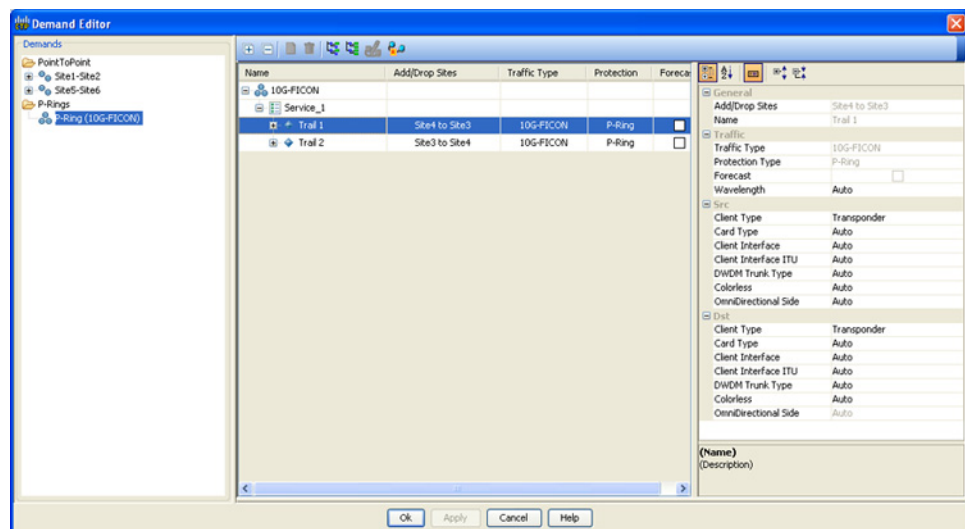 Demand Editor
Demands
PointToPoint
Site1-Site2
Site5-Site6
P-Rings
P-Ring (10G-FICON)
Name Add/Drop Sites Traffic Type Protection Foreca
10G-FICON
Service_1
Trail 1 Site4 to Site3 10G-FICON P-Ring
Trail 2 Site3 to Site4 10G-FICON P-Ring
General
Add/Drop Sites Site4 to Site3
Name Trail 1
Traffic
Traffic Type 10G-FICON
Protection Type P-Ring
Forecast
Wavelength Auto
Src
Client Type Transponder
Card Type Auto
Client Interface Auto
Client Interface ITU Auto
DWDM Trunk Type Auto
Colorless Auto
OmniDirectional Side Auto
Dst
Client Type Transponder
Card Type Auto
Client Interface Auto
Client Interface ITU Auto
DWDM Trunk Type Auto
Colorless Auto
OmniDirectional Side Auto
(Name)
(Description)
Ok Apply Cancel Help